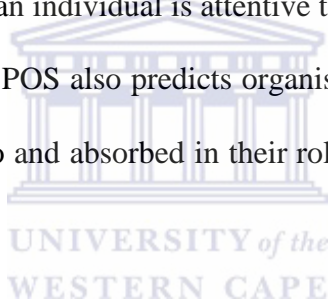 an individual is attentive t
POS also predicts organis
and absorbed in their rol
UNIVERSITY of the
WESTERN CAPE